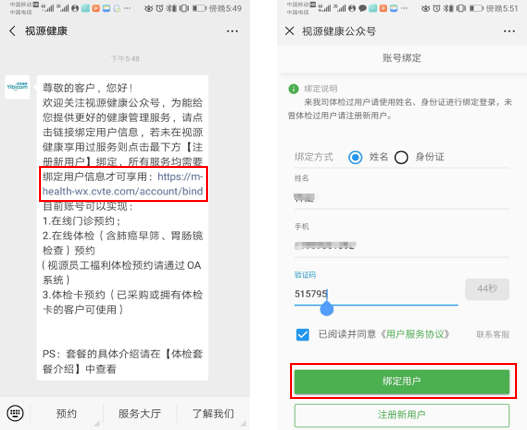 中国移动
中国电信
傍晚5:49
视源健康
下午5:48
Yibicom
尊敬的客户，您好！
欢迎关注视源健康公众号，为能给
您提供更好的健康管理服务，请点
击链接绑定用户信息，若未在视源
健康享用过服务则点击最下方【注
册新用户】绑定，所有服务均需要
绑定用户信息才可享用：https://m-
health-wx.cvte.com/account/bind
目前账号可以实现：
1.在线门诊预约；
2.在线体检（含肺癌早筛、胃肠镜
检查）预约
(视源员工福利体检预约请通过OA
系统)
3.体检卡预约（已采购或拥有体检
卡的客户可使用）
PS：套餐的具体介绍请在【体检套
餐介绍】中查看
预约
服务大厅
了解我们
中国移动
中国电信
傍晚5:51
视源健康公众号
账号绑定
绑定说明
来我司体检过用户请使用姓名、身份证进行绑定登录，未
曾体检过用户请注册新用户。
绑定方式
姓名
身份证
姓名
手机
验证码
515795
44秒
已阅读并同意《用户服务协议》
联系客服
绑定用户
注册新用户